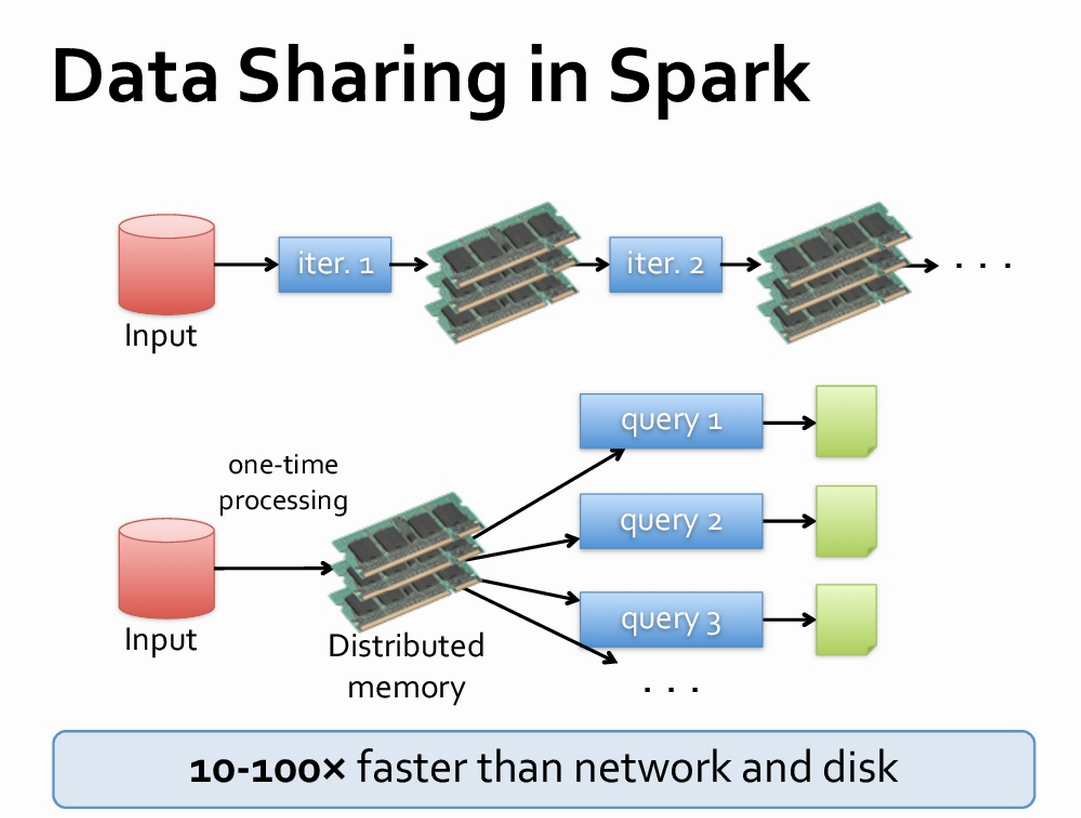 Data Sharing in Spark
iter. 1
iter. 2
. . .
Input
query 1
one-time
processing
query 2
query 3
Input
Distributed
memory
. . .
10-100× faster than network and disk